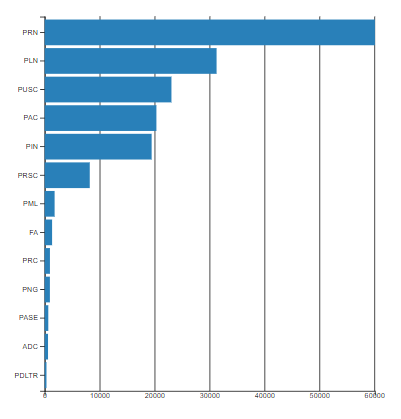 PRN
PLN
PUSC
PAC
PIN
PRSC
PML
FA
PRC
PNG
PASE
ADC
PDLTR
0 10000 20000 30000 40000 50000 60000